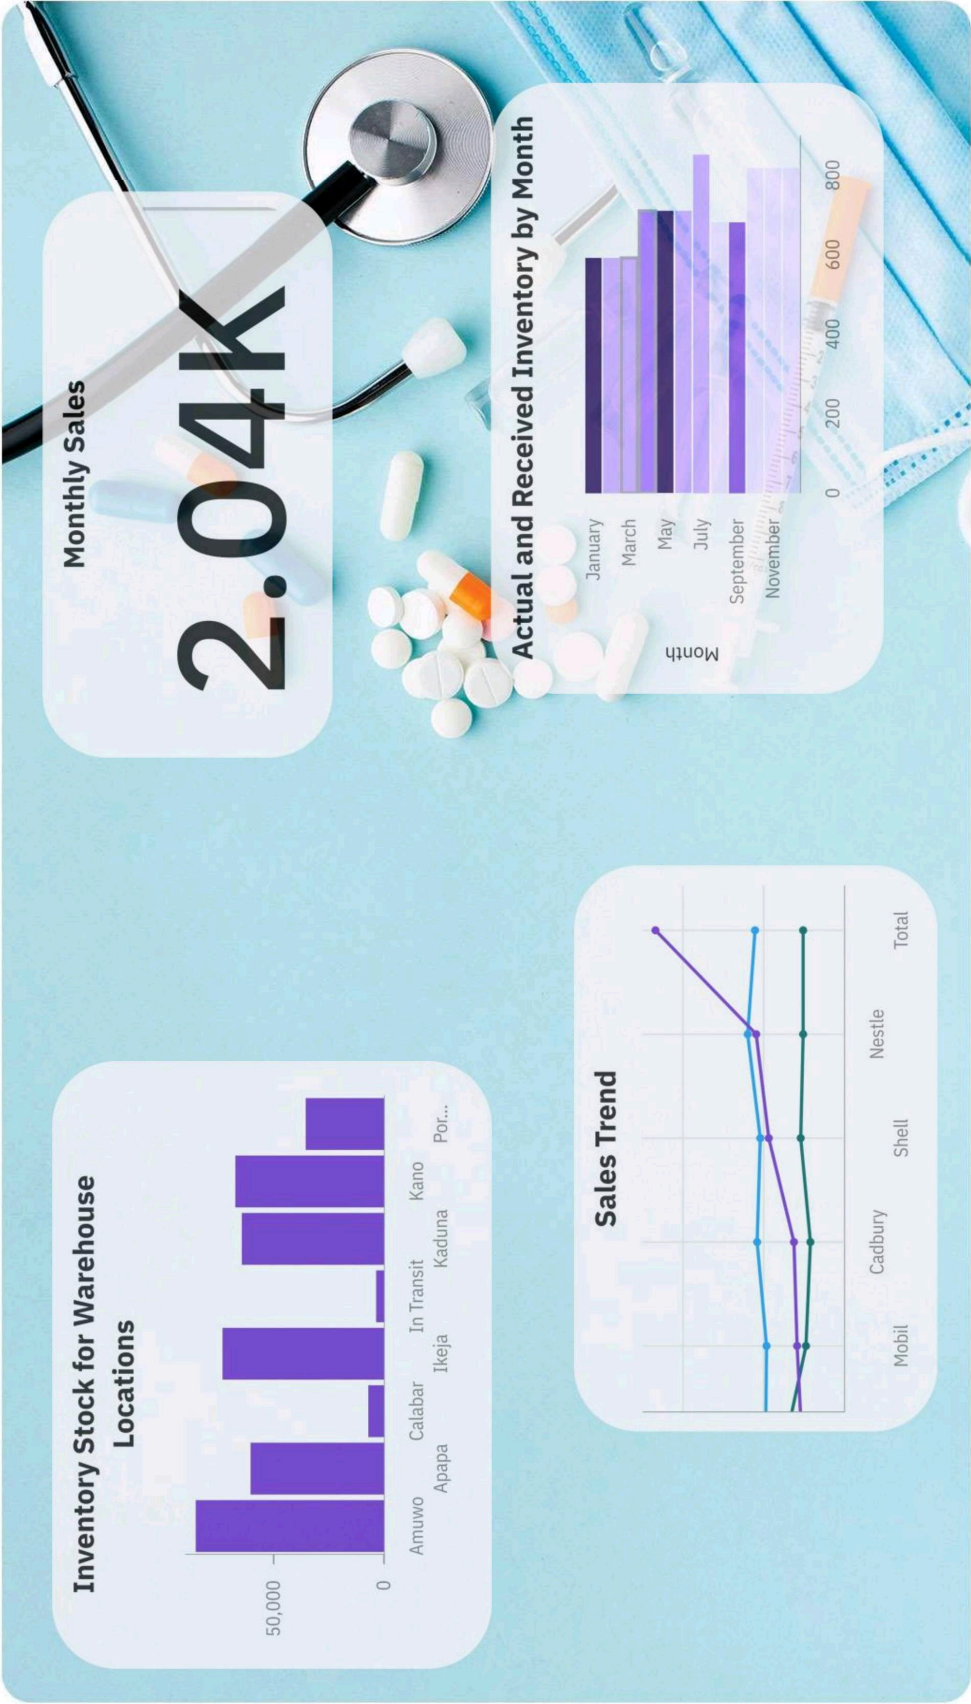 Inventory Stock for Warehouse
Locations
50,000
0
Amuwo
Apapa
Calabar
Ikeja
In Transit
Kaduna
Kano
Por...
Monthly Sales
2.04K
Sales Trend
Mobil
Cadbury
Shell
Nestle
Total
Actual and Received Inventory by Month
Month
January
March
May
July
September
November
0
200
400
600
800